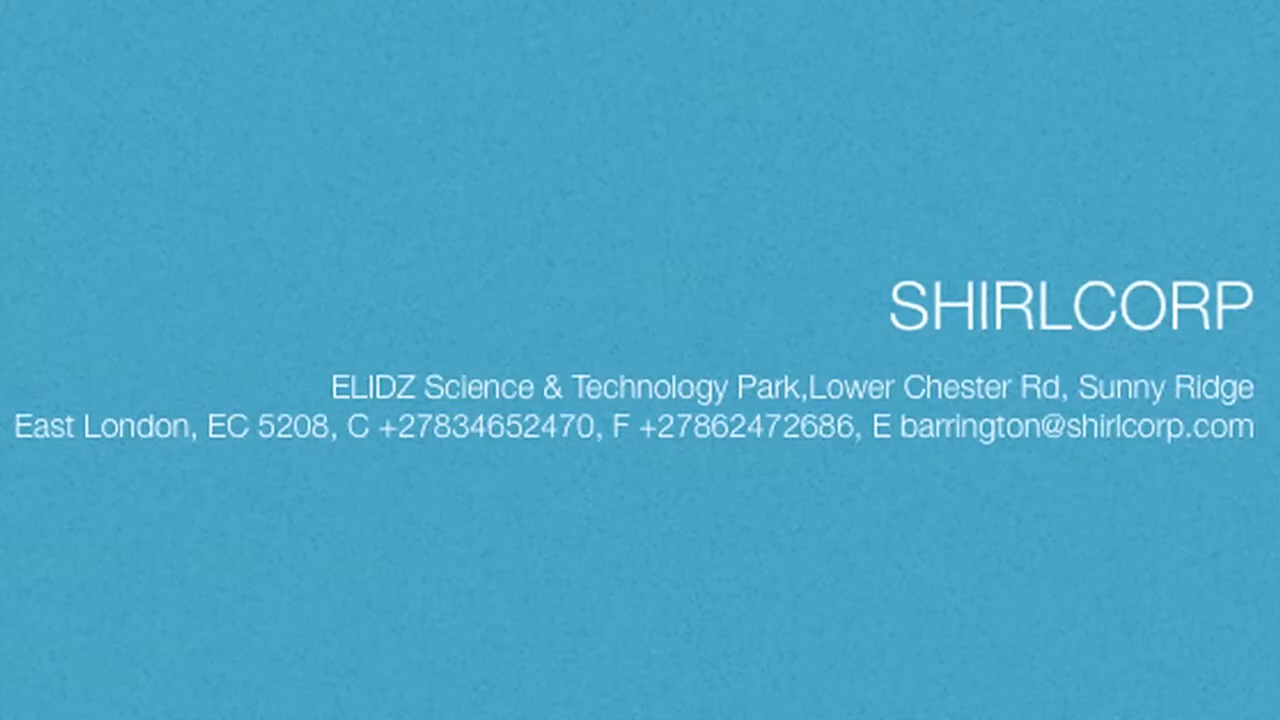 SHIRLCORP
ELIDZ Science & Technology Park,Lower Chester Rd, Sunny Ridge
East London, EC 5208, C +27834652470, F +27862472686, E barrington@shirlcorp.com